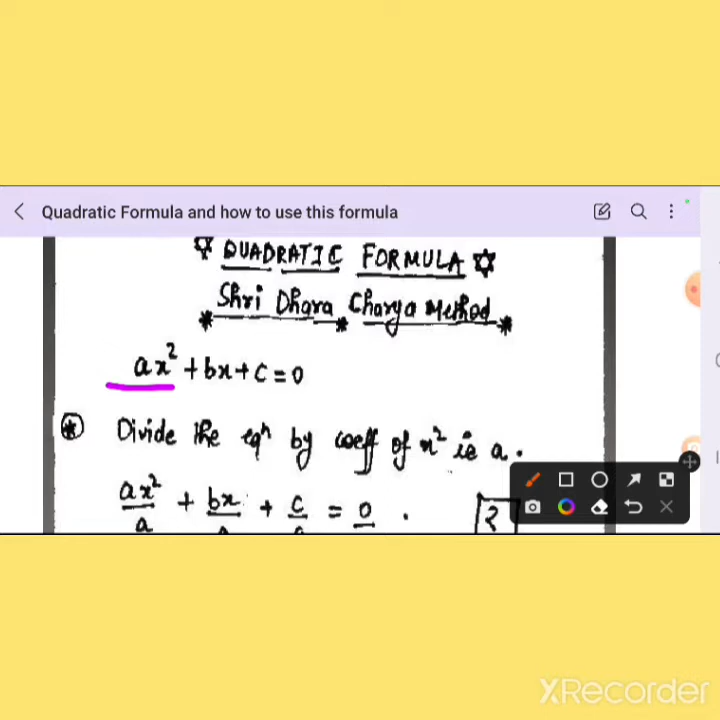 Quadratic Formula and how to use this formula
QUADRATIC FORMULA
Shri Dhara Charya Method
ax² + bx + c = 0
Divide the eqⁿ by coeff of x² ie a.
ax²/a + bx/a + c/a = 0
XRecorder